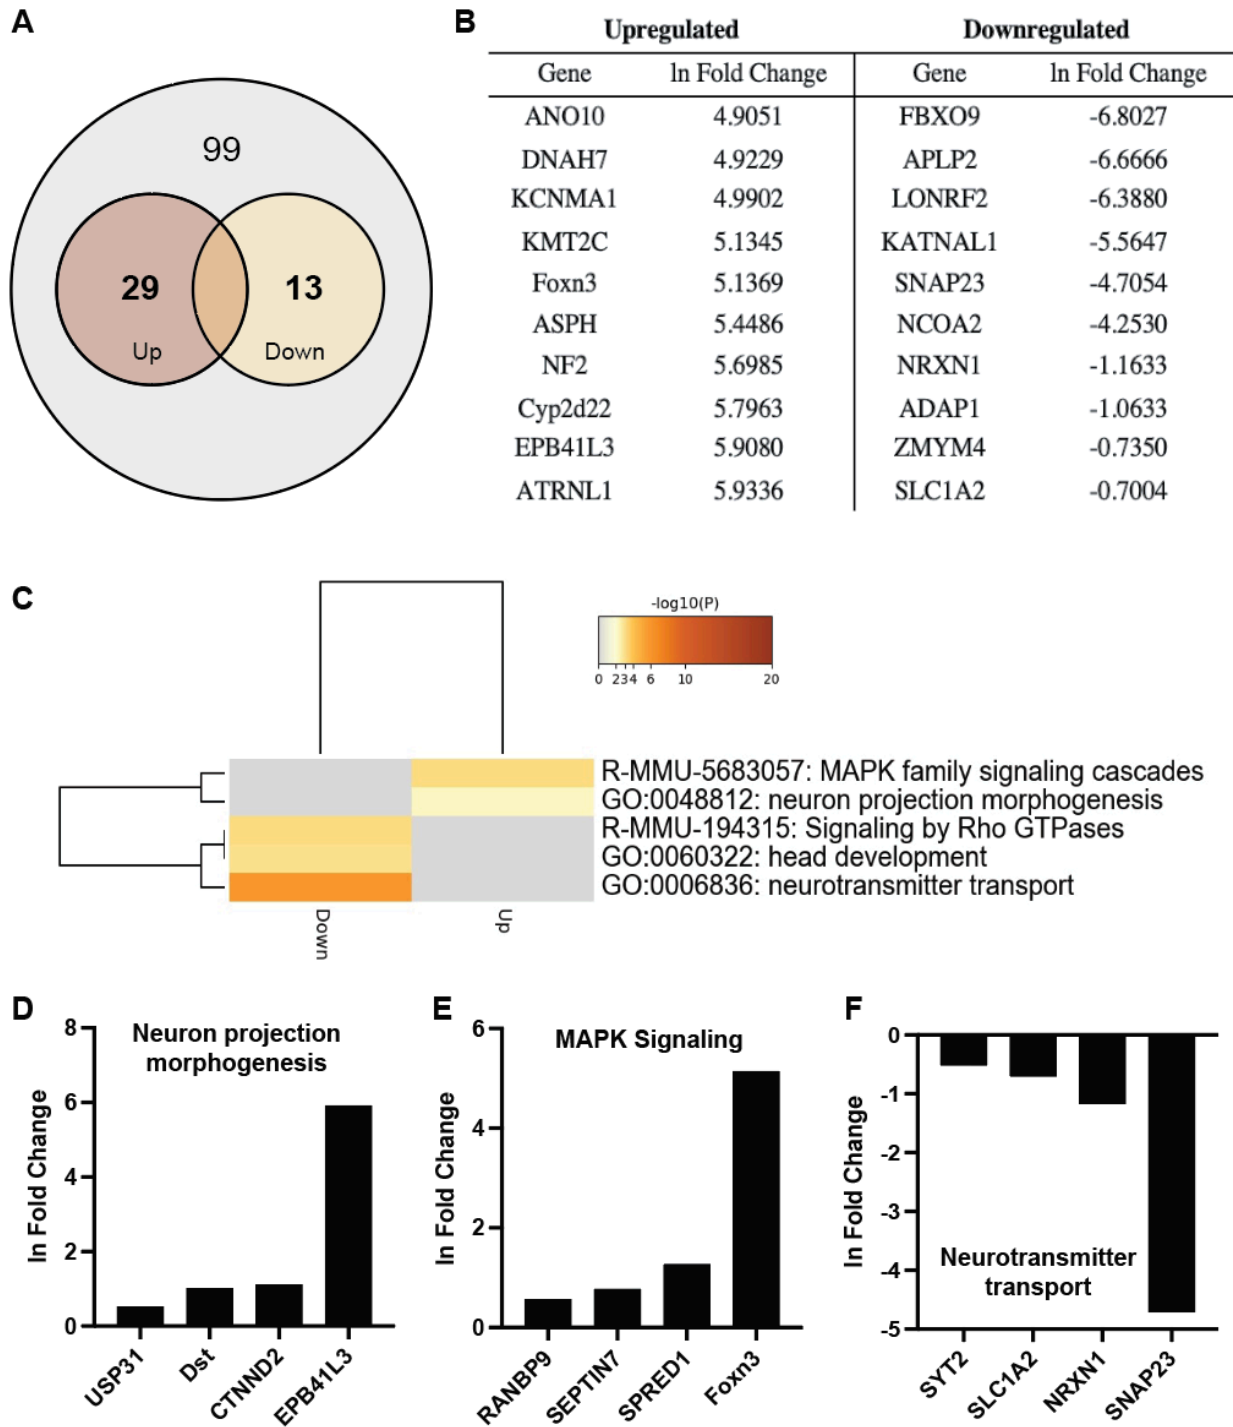 A
99
29
13
Up
Down
B
Upregulated Downregulated
Gene ln Fold Change Gene ln Fold Change
ANO10 4.9051 FBXO9 -6.8027
DNAH7 4.9229 APLP2 -6.6666
KCNMA1 4.9902 LONRF2 -6.3880
KMT2C 5.1345 KATNAL1 -5.5647
Foxn3 5.1369 SNAP23 -4.7054
ASPH 5.4486 NCOA2 -4.2530
NF2 5.6985 NRXN1 -1.1633
Cyp2d22 5.7963 ADAP1 -1.0633
EPB41L3 5.9080 ZMYM4 -0.7350
ATRNL1 5.9336 SLC1A2 -0.7004
C
-log10(P)
0 2 3 4 6 10 20
R-MMU-5683057: MAPK family signaling cascades
GO:0048812: neuron projection morphogenesis
R-MMU-194315: Signaling by Rho GTPases
GO:0060322: head development
GO:0006836: neurotransmitter transport
Down
Up
D
Neuron projection
morphogenesis
ln Fold Change
8
6
4
2
0
USP31
Dst
CTNND2
EPB41L3
E
MAPK Signaling
ln Fold Change
6
4
2
0
RANBP9
SEPTIN7
SPRED1
Foxn3
F
ln Fold Change
0
-1
-2
-3
-4
-5
Neurotransmitter
transport
SYT2
SLC1A2
NRXN1
SNAP23